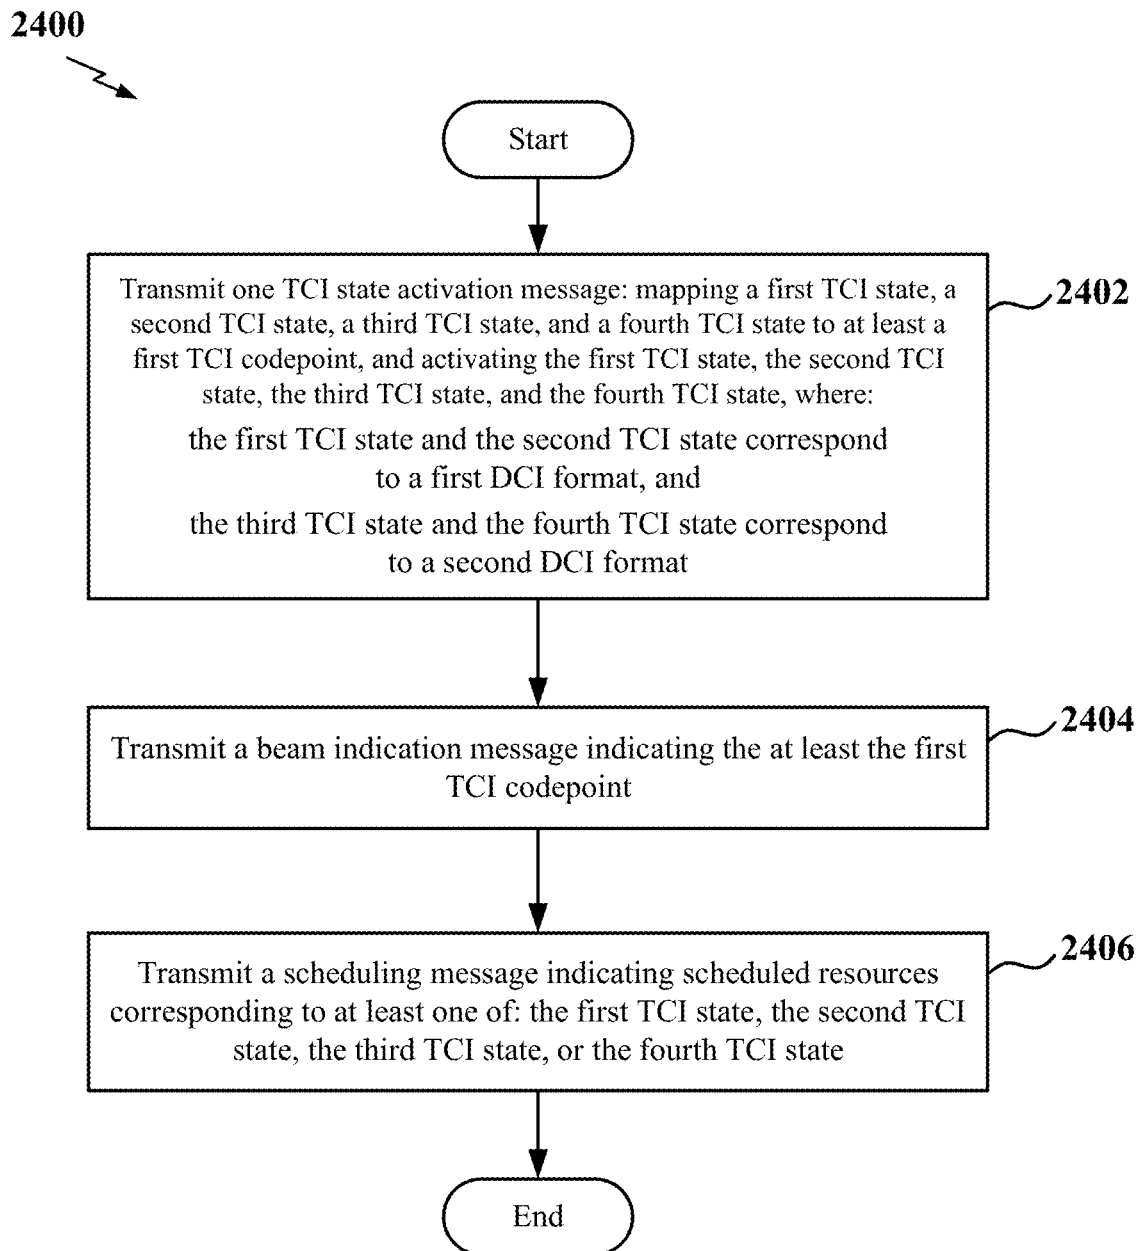 2400
Start
Transmit one TCI state activation message: mapping a first TCI state, a
second TCI state, a third TCI state, and a fourth TCI state to at least a
first TCI codepoint, and activating the first TCI state, the second TCI
state, the third TCI state, and the fourth TCI state, where:
the first TCI state and the second TCI state correspond
to a first DCI format, and
the third TCI state and the fourth TCI state correspond
to a second DCI format
2402
Transmit a beam indication message indicating the at least the first
TCI codepoint
2404
Transmit a scheduling message indicating scheduled resources
corresponding to at least one of: the first TCI state, the second TCI
state, the third TCI state, or the fourth TCI state
2406
End